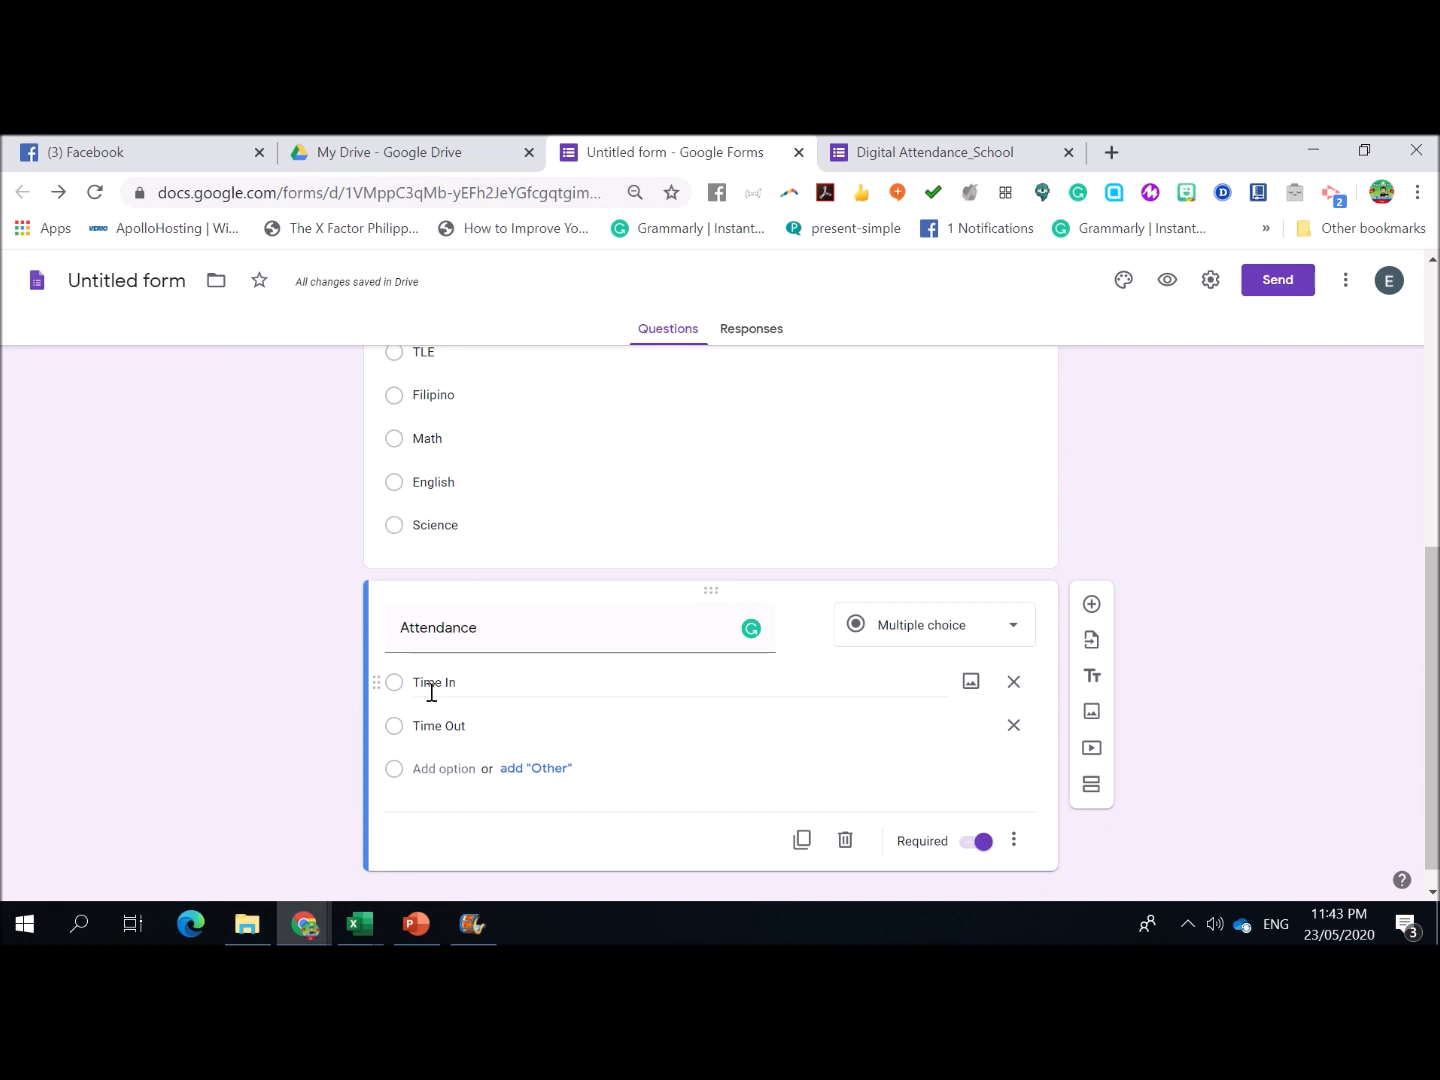 (3) Facebook
My Drive - Google Drive
Untitled form - Google Forms
Digital Attendance_School
docs.google.com/forms/d/1VMppC3qMb-yEFh2JeYGfcgqtgim...
2
Apps
VERIO
ApolloHosting | Wi...
The X Factor Philipp...
How to Improve Yo...
Grammarly | Instant...
present-simple
1 Notifications
Grammarly | Instant...
»
Other bookmarks
Untitled form
All changes saved in Drive
Send
E
Questions
Responses
TLE
Filipino
Math
English
Science
Attendance
Multiple choice
Time In
Time Out
Add option or add "Other"
Required
ENG
11:43 PM
23/05/2020
3